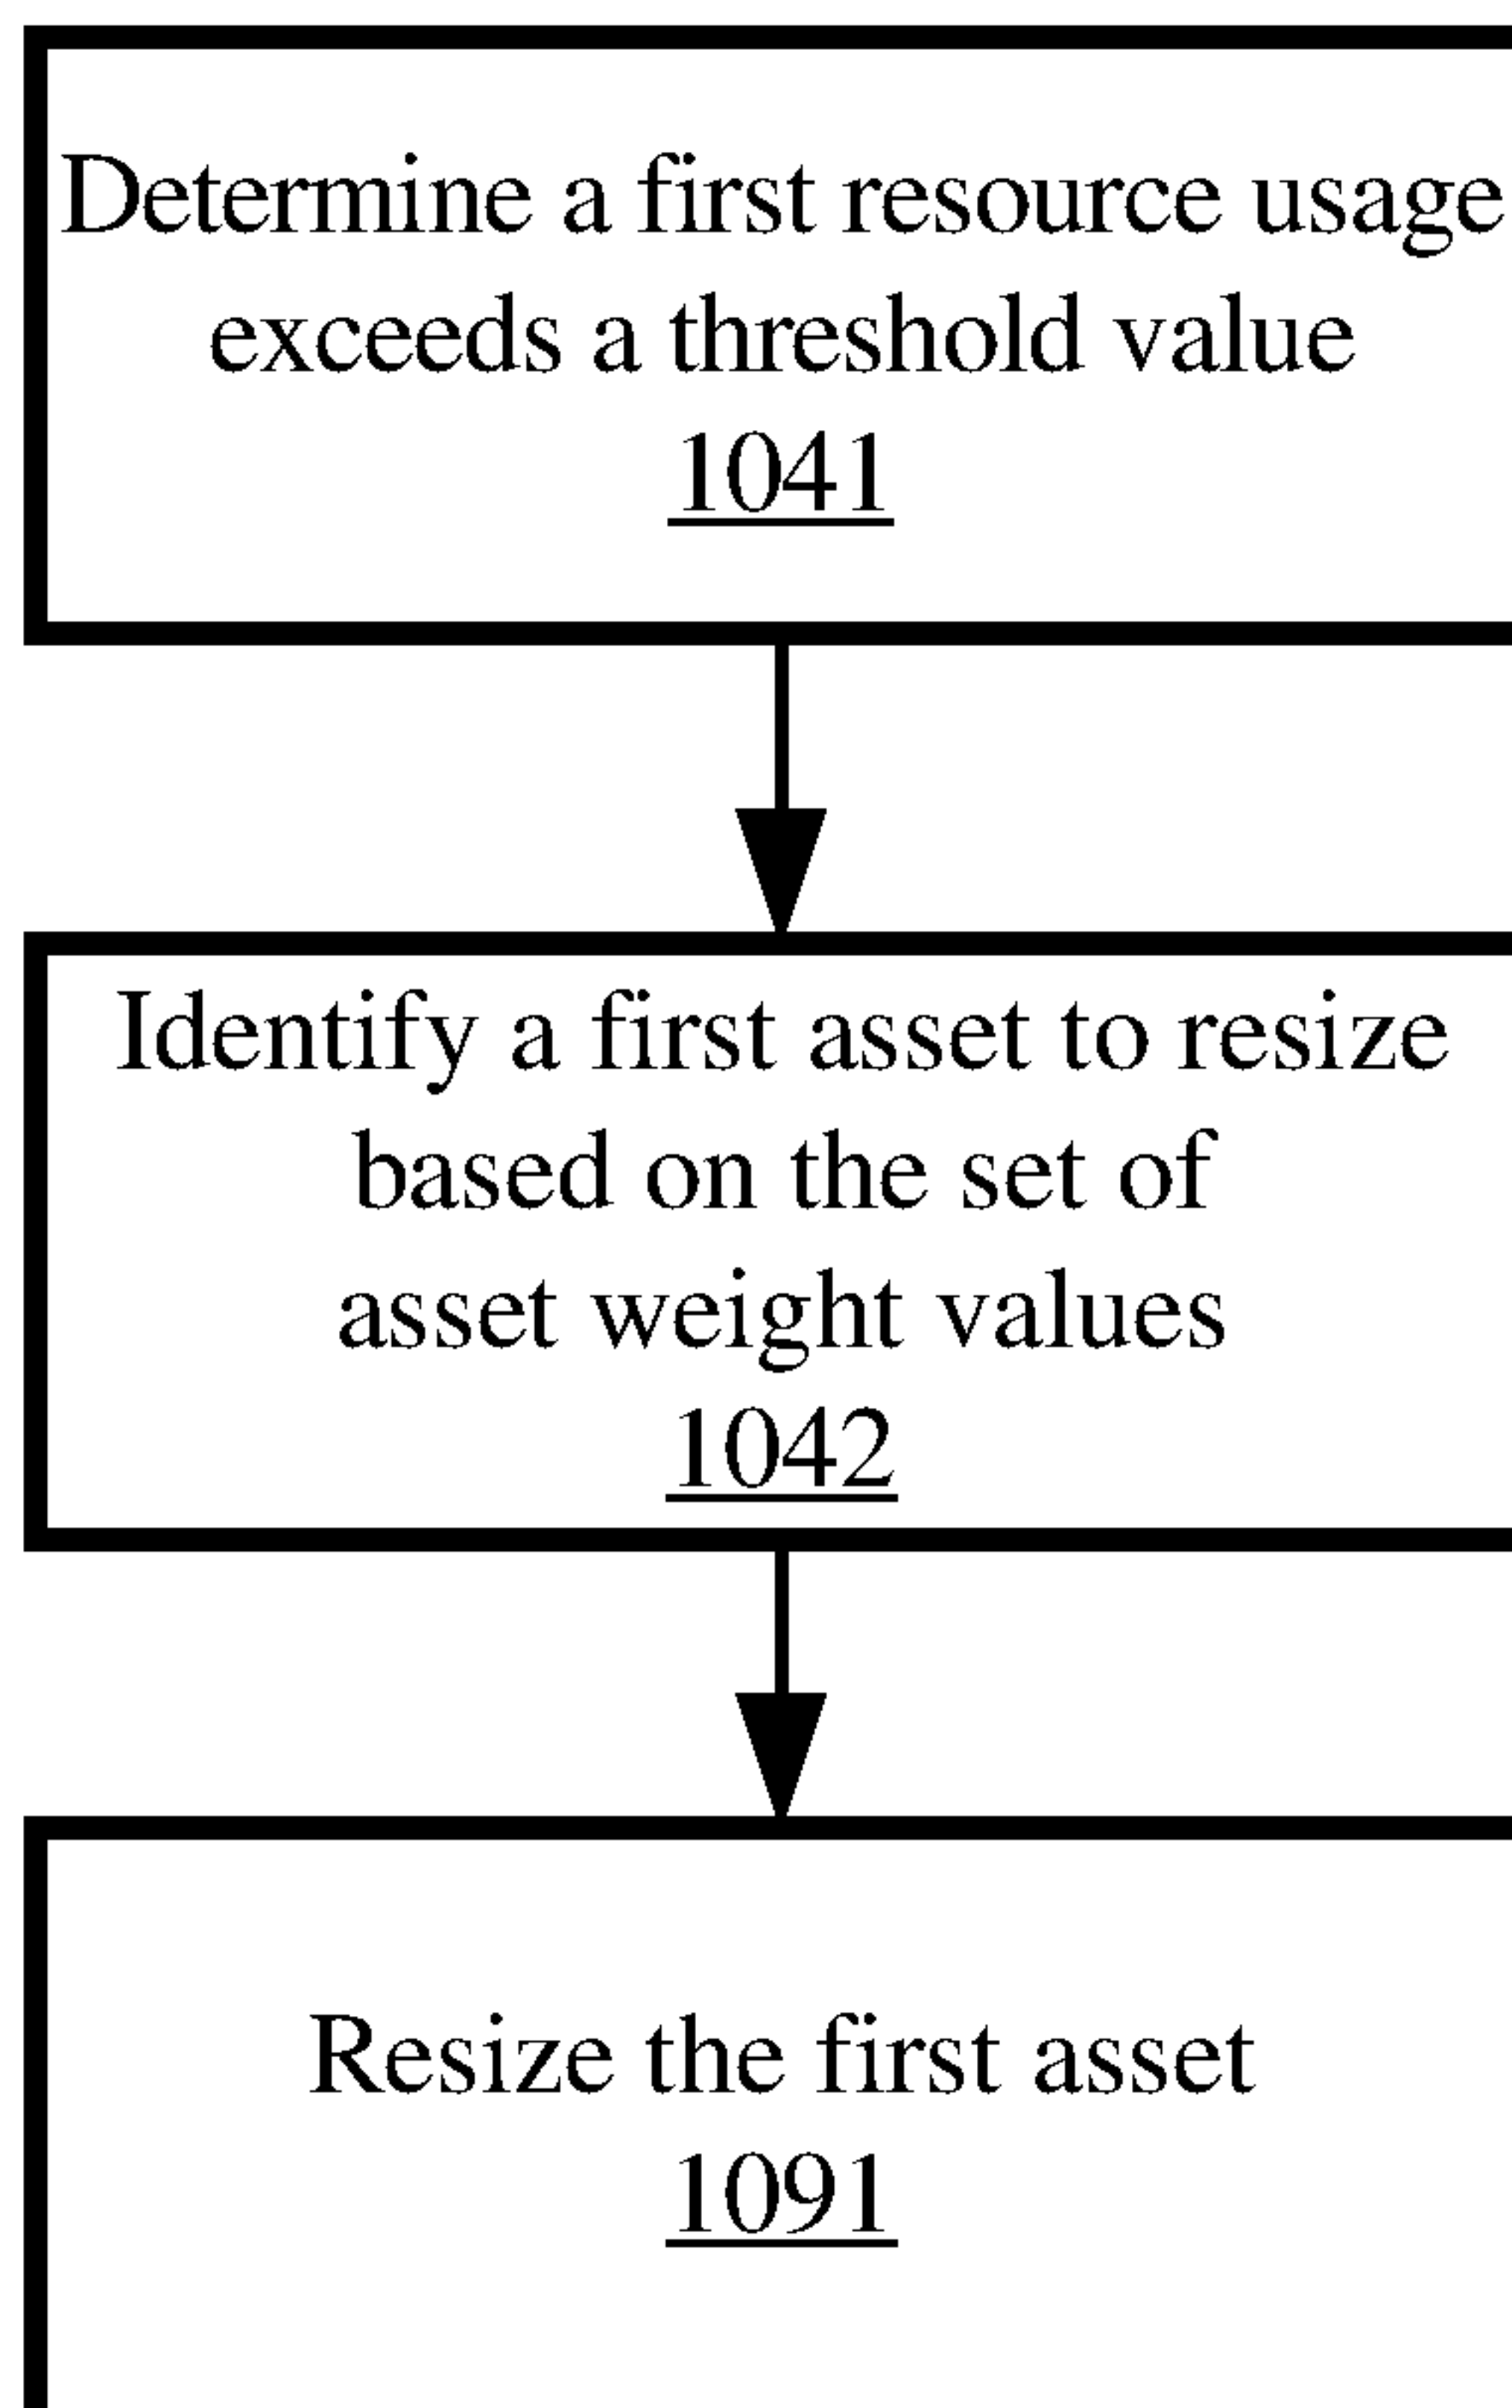 Determine a first resource usage
exceeds a threshold value
1041
Identify a first asset to resize
based on the set of
asset weight values
1042
Resize the first asset
1091